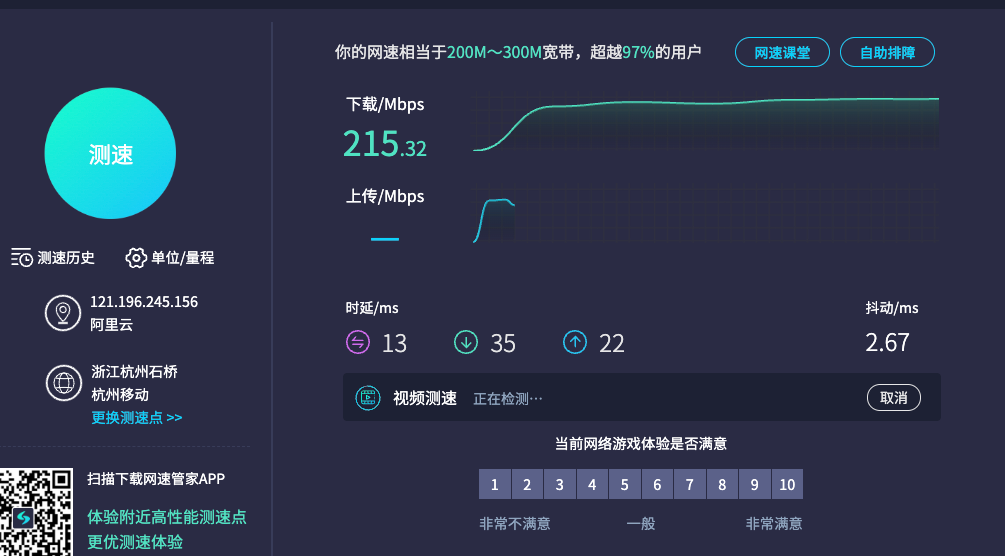 测速
测速历史
单位/量程
121.196.245.156
阿里云
浙江杭州石桥
杭州移动
更换测速点 >>
扫描下载网速管家APP
体验附近高性能测速点
更优测速体验
你的网速相当于200M～300M宽带，超越97%的用户
网速课堂
自助排障
下载/Mbps
215.32
上传/Mbps
时延/ms
抖动/ms
13
35
22
2.67
视频测速
正在检测…
取消
当前网络游戏体验是否满意
1 2 3 4 5 6 7 8 9 10
非常不满意
一般
非常满意